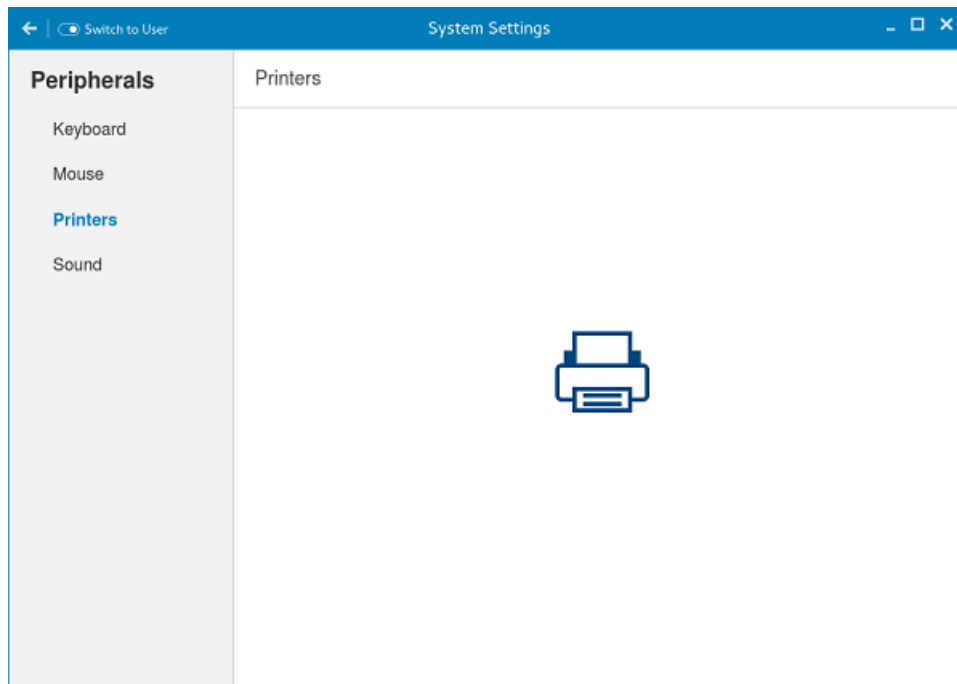 Switch to User
System Settings
Peripherals
Keyboard
Mouse
Printers
Sound
Printers